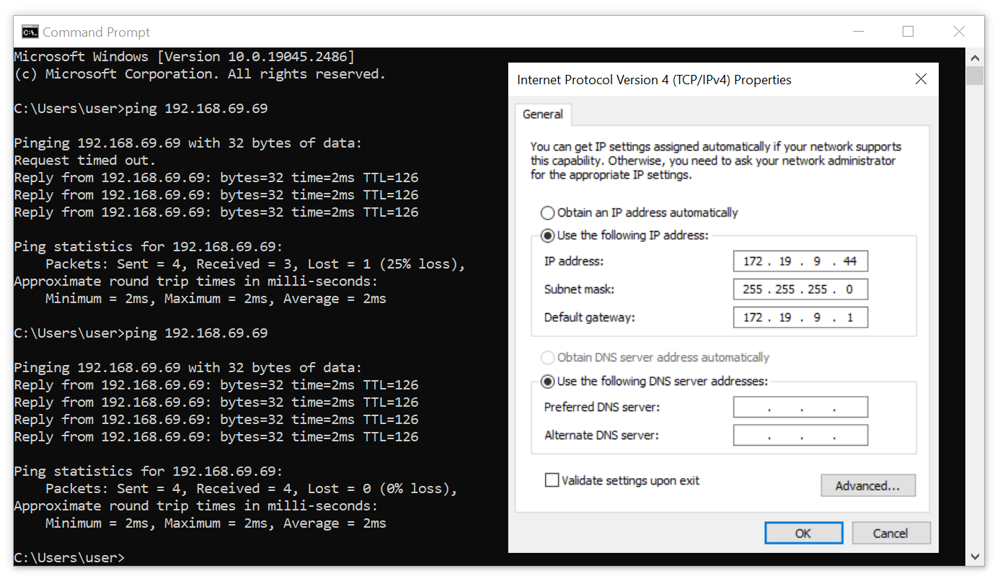 Command Prompt
Microsoft Windows [Version 10.0.19045.2486]
(c) Microsoft Corporation. All rights reserved.
C:\Users\user>ping 192.168.69.69
Pinging 192.168.69.69 with 32 bytes of data:
Request timed out.
Reply from 192.168.69.69: bytes=32 time=2ms TTL=126
Reply from 192.168.69.69: bytes=32 time=2ms TTL=126
Reply from 192.168.69.69: bytes=32 time=2ms TTL=126
Ping statistics for 192.168.69.69:
    Packets: Sent = 4, Received = 3, Lost = 1 (25% loss),
Approximate round trip times in milli-seconds:
    Minimum = 2ms, Maximum = 2ms, Average = 2ms
C:\Users\user>ping 192.168.69.69
Pinging 192.168.69.69 with 32 bytes of data:
Reply from 192.168.69.69: bytes=32 time=2ms TTL=126
Reply from 192.168.69.69: bytes=32 time=2ms TTL=126
Reply from 192.168.69.69: bytes=32 time=2ms TTL=126
Reply from 192.168.69.69: bytes=32 time=2ms TTL=126
Ping statistics for 192.168.69.69:
    Packets: Sent = 4, Received = 4, Lost = 0 (0% loss),
Approximate round trip times in milli-seconds:
    Minimum = 2ms, Maximum = 2ms, Average = 2ms
C:\Users\user>
Internet Protocol Version 4 (TCP/IPv4) Properties
General
You can get IP settings assigned automatically if your network supports
this capability. Otherwise, you need to ask your network administrator
for the appropriate IP settings.
Obtain an IP address automatically
Use the following IP address:
IP address: 172 . 19 . 9 . 44
Subnet mask: 255 . 255 . 255 . 0
Default gateway: 172 . 19 . 9 . 1
Obtain DNS server address automatically
Use the following DNS server addresses:
Preferred DNS server: . . .
Alternate DNS server: . . .
Validate settings upon exit
Advanced...
OK
Cancel